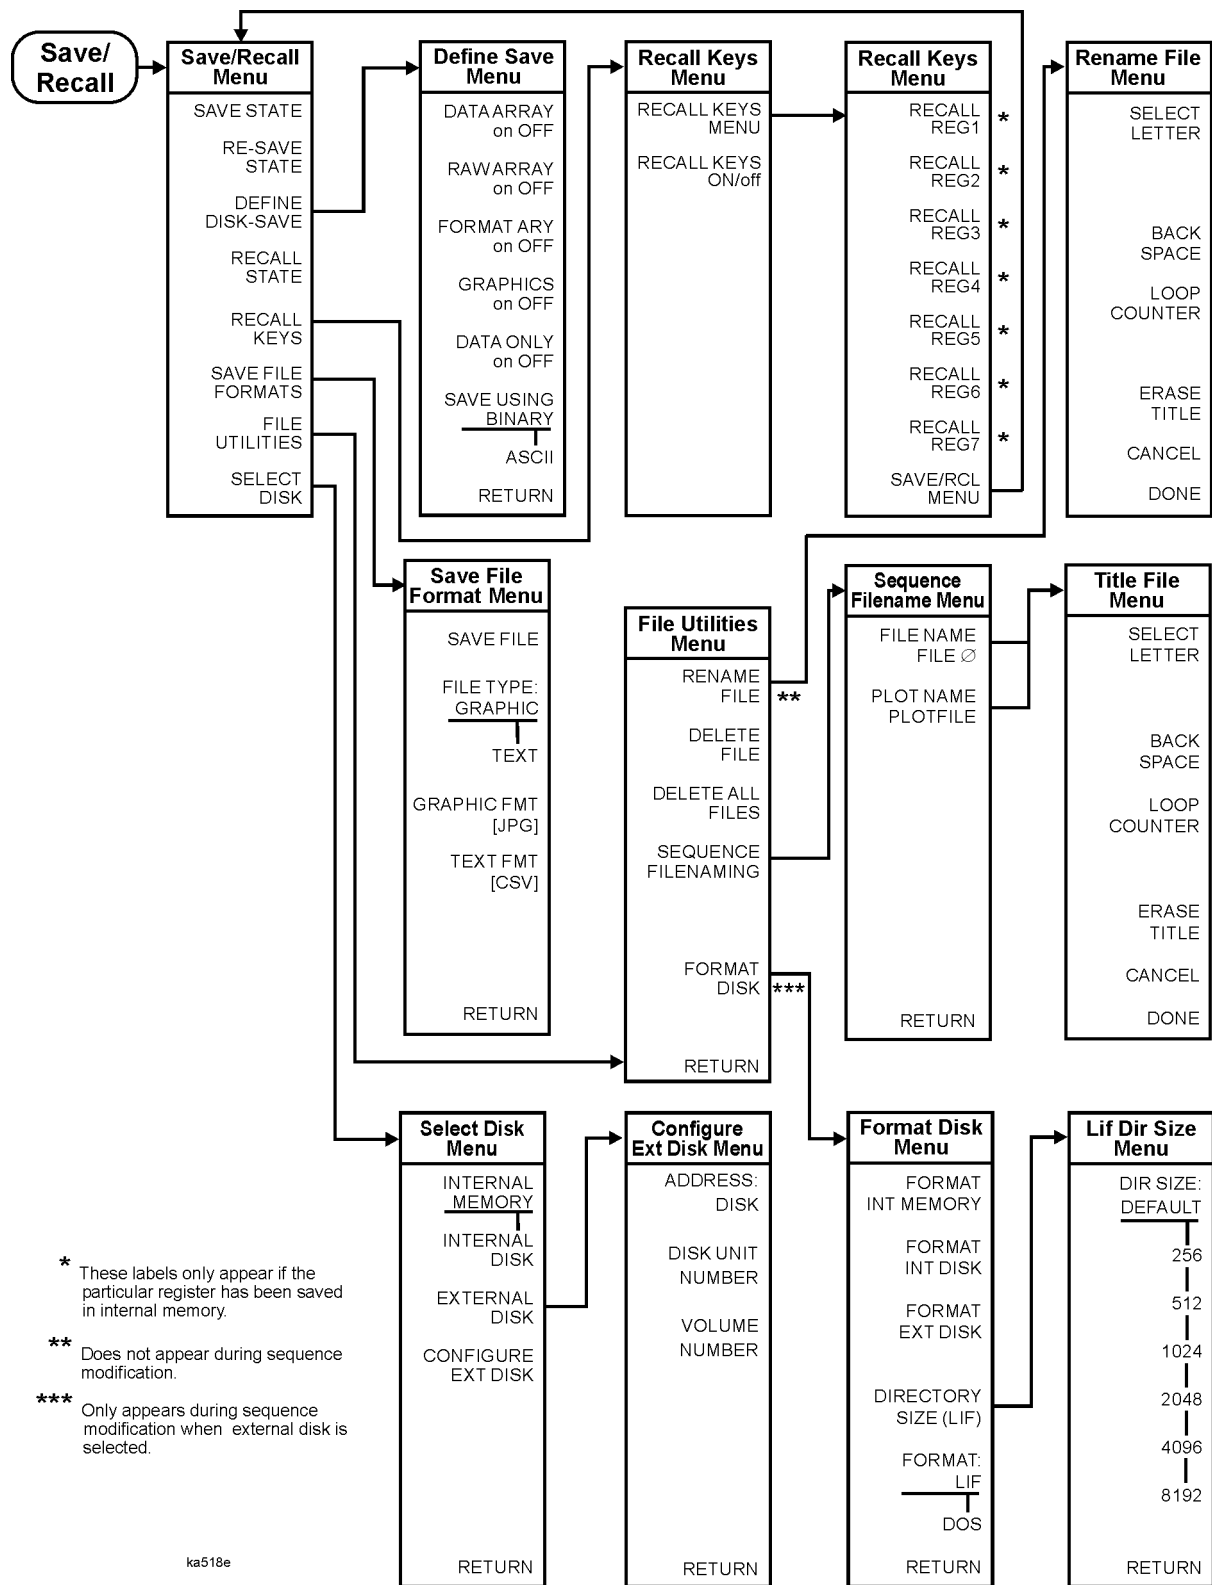 Save/
Recall
Save/Recall
Menu
SAVE STATE
RE-SAVE
STATE
DEFINE
DISK-SAVE
RECALL
STATE
RECALL
KEYS
SAVE FILE
FORMATS
FILE
UTILITIES
SELECT
DISK
Define Save
Menu
DATA ARRAY
on OFF
RAW ARRAY
on OFF
FORMAT ARY
on OFF
GRAPHICS
on OFF
DATA ONLY
on OFF
SAVE USING
BINARY
ASCII
RETURN
Recall Keys
Menu
RECALL KEYS
MENU
RECALL KEYS
ON/off
Recall Keys
Menu
RECALL
REG1 *
RECALL
REG2 *
RECALL
REG3 *
RECALL
REG4 *
RECALL
REG5 *
RECALL
REG6 *
RECALL
REG7 *
SAVE/RCL
MENU
Rename File
Menu
SELECT
LETTER
BACK
SPACE
LOOP
COUNTER
ERASE
TITLE
CANCEL
DONE
Save File
Format Menu
SAVE FILE
FILE TYPE:
GRAPHIC
TEXT
GRAPHIC FMT
[JPG]
TEXT FMT
[CSV]
RETURN
File Utilities
Menu
RENAME
FILE **
DELETE
FILE
DELETE ALL
FILES
SEQUENCE
FILENAMING
FORMAT
DISK ***
RETURN
Sequence
Filename Menu
FILE NAME
FILE ∅
PLOT NAME
PLOTFILE
RETURN
Title File
Menu
SELECT
LETTER
BACK
SPACE
LOOP
COUNTER
ERASE
TITLE
CANCEL
DONE
Select Disk
Menu
INTERNAL
MEMORY
INTERNAL
DISK
EXTERNAL
DISK
CONFIGURE
EXT DISK
RETURN
Configure
Ext Disk Menu
ADDRESS:
DISK
DISK UNIT
NUMBER
VOLUME
NUMBER
RETURN
Format Disk
Menu
FORMAT
INT MEMORY
FORMAT
INT DISK
FORMAT
EXT DISK
DIRECTORY
SIZE (LIF)
FORMAT:
LIF
DOS
RETURN
Lif Dir Size
Menu
DIR SIZE:
DEFAULT
256
512
1024
2048
4096
8192
RETURN
* These labels only appear if the
particular register has been saved
in internal memory.
** Does not appear during sequence
modification.
*** Only appears during sequence
modification when external disk is
selected.
ka518e